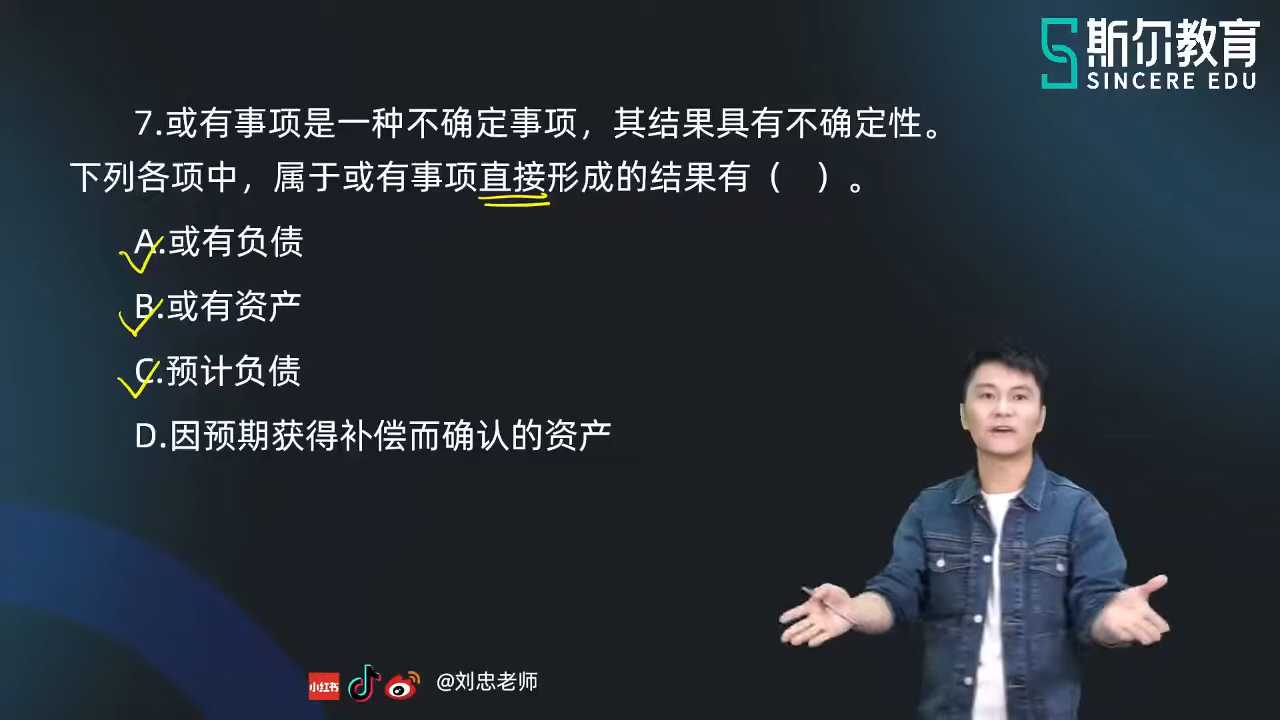 斯尔教育
SINCERE EDU
7.或有事项是一种不确定事项，其结果具有不确定性。
下列各项中，属于或有事项直接形成的结果有（ ）。
A.或有负债
B.或有资产
C.预计负债
D.因预期获得补偿而确认的资产
小红书 @刘忠老师